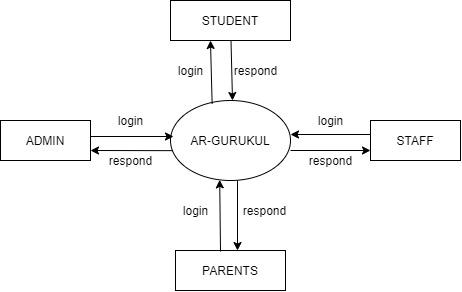 STUDENT
login
respond
login
login
ADMIN
AR-GURUKUL
STAFF
respond
respond
login
respond
PARENTS